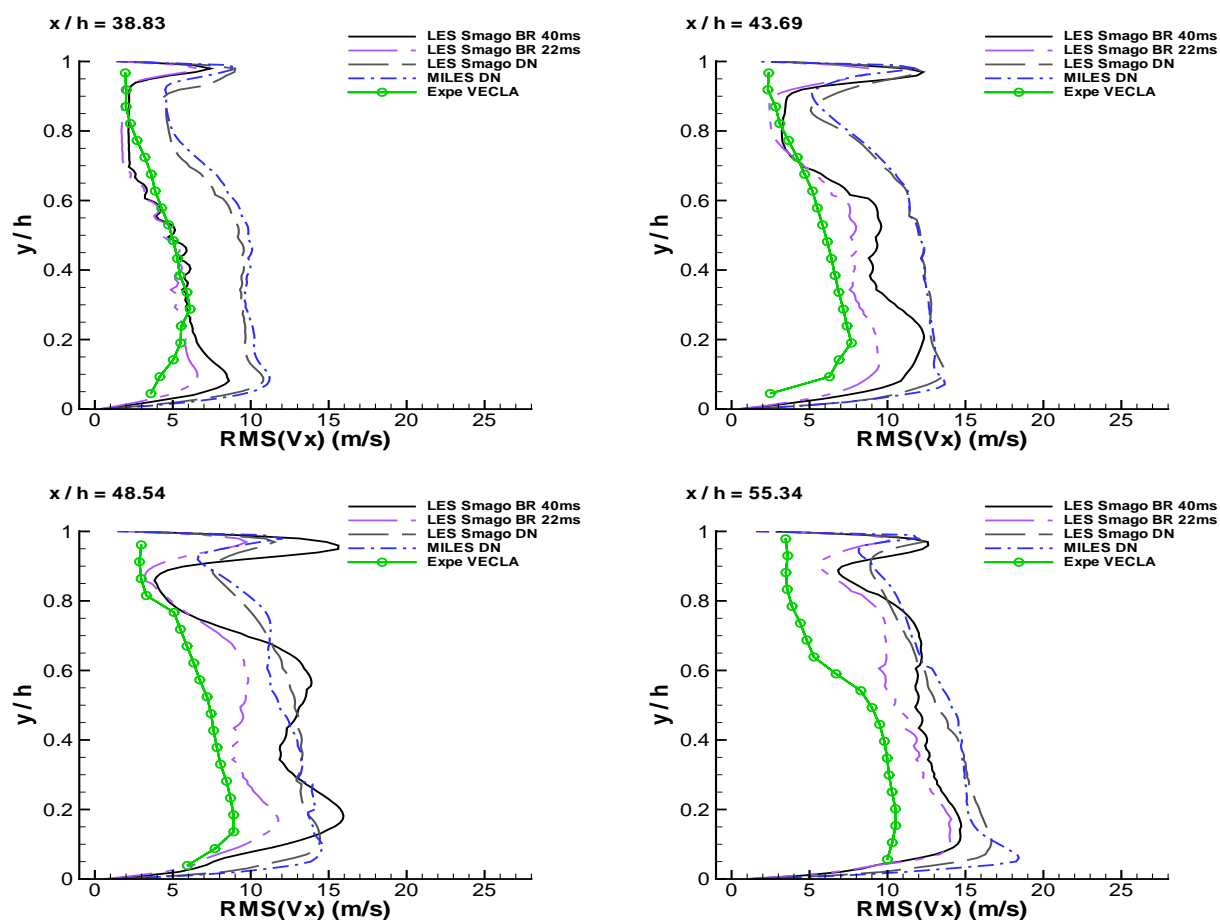 x / h = 38.83
LES Smago BR 40ms
LES Smago BR 22ms
LES Smago DN
MILES DN
Expe VECLA
1
0.8
0.6
0.4
0.2
0
y / h
0 5 10 15 20 25
RMS(Vx) (m/s)
x / h = 43.69
LES Smago BR 40ms
LES Smago BR 22ms
LES Smago DN
MILES DN
Expe VECLA
1
0.8
0.6
0.4
0.2
0
y / h
0 5 10 15 20 25
RMS(Vx) (m/s)
x / h = 48.54
LES Smago BR 40ms
LES Smago BR 22ms
LES Smago DN
MILES DN
Expe VECLA
1
0.8
0.6
0.4
0.2
0
y / h
0 5 10 15 20 25
RMS(Vx) (m/s)
x / h = 55.34
LES Smago BR 40ms
LES Smago BR 22ms
LES Smago DN
MILES DN
Expe VECLA
1
0.8
0.6
0.4
0.2
0
y / h
0 5 10 15 20 25
RMS(Vx) (m/s)